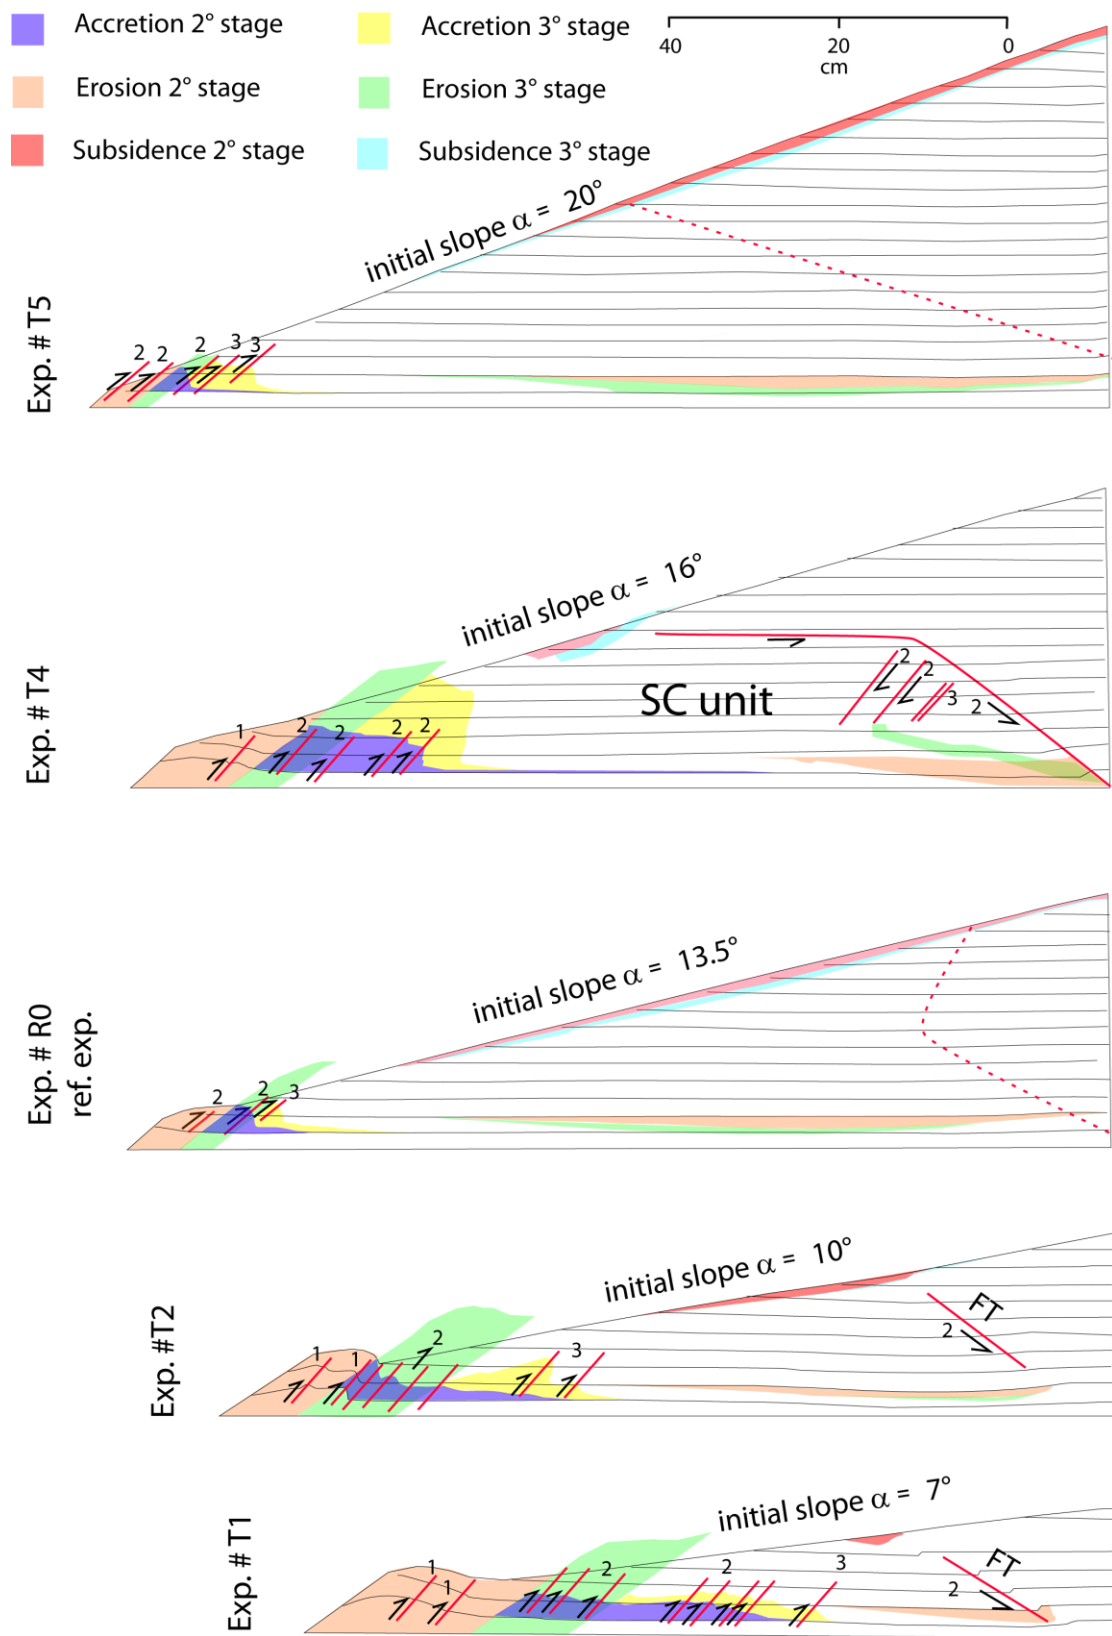 Accretion 2° stage
Accretion 3° stage
Erosion 2° stage
Erosion 3° stage
Subsidence 2° stage
Subsidence 3° stage
40 20 0
cm
initial slope α = 20°
Exp. # T5
2 2 2 3 3
initial slope α = 16°
Exp. # T4
SC unit
1 2 2 2 2
2 2 3 2
initial slope α = 13.5°
Exp. # R0
ref. exp.
2 2 3
initial slope α = 10°
Exp. #T2
1 1 2 3
FT
2
initial slope α = 7°
Exp. # T1
1 1 2 2 3
FT
2